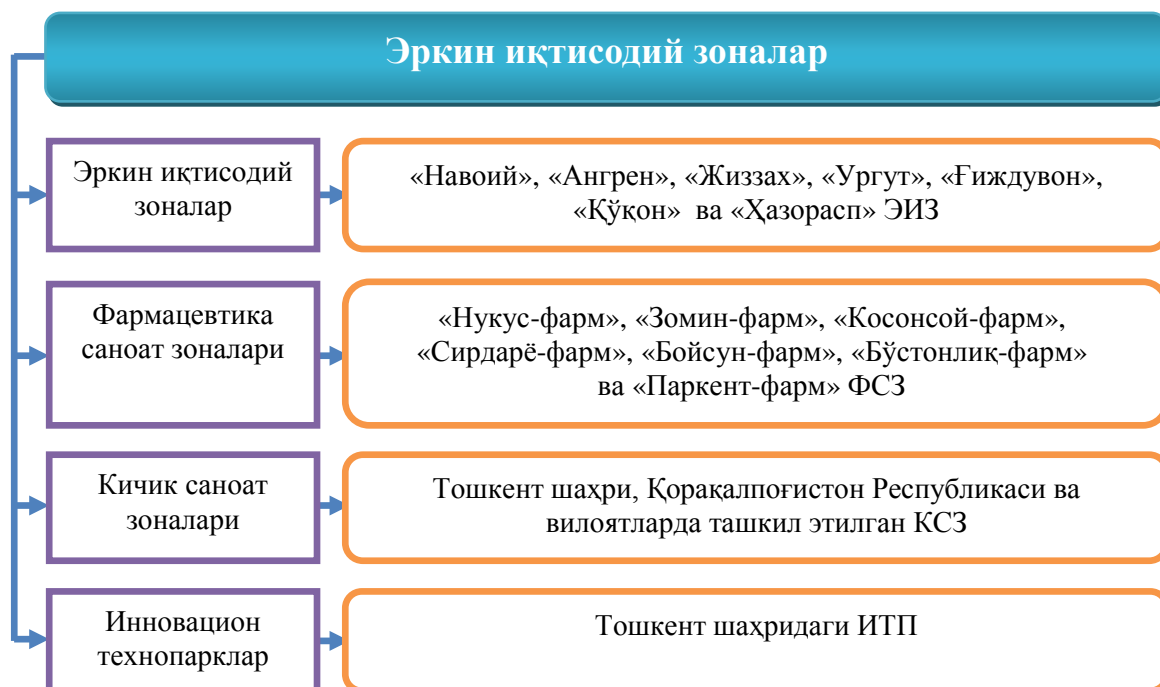 Эркин иқтисодий зоналар
Эркин иқтисодий
зоналар
«Навоий», «Ангрен», «Жиззах», «Ургут», «Ғиждувон»,
«Қўқон» ва «Ҳазорасп» ЭИЗ
Фармацевтика
саноат зоналари
«Нукус-фарм», «Зомин-фарм», «Косонсой-фарм»,
«Сирдарё-фарм», «Бойсун-фарм», «Бўстонлиқ-фарм»
ва «Паркент-фарм» ФСЗ
Кичик саноат
зоналари
Тошкент шаҳри, Қорақалпоғистон Республикаси ва
вилоятларда ташкил этилган КСЗ
Инновацион
технопарклар
Тошкент шаҳридаги ИТП